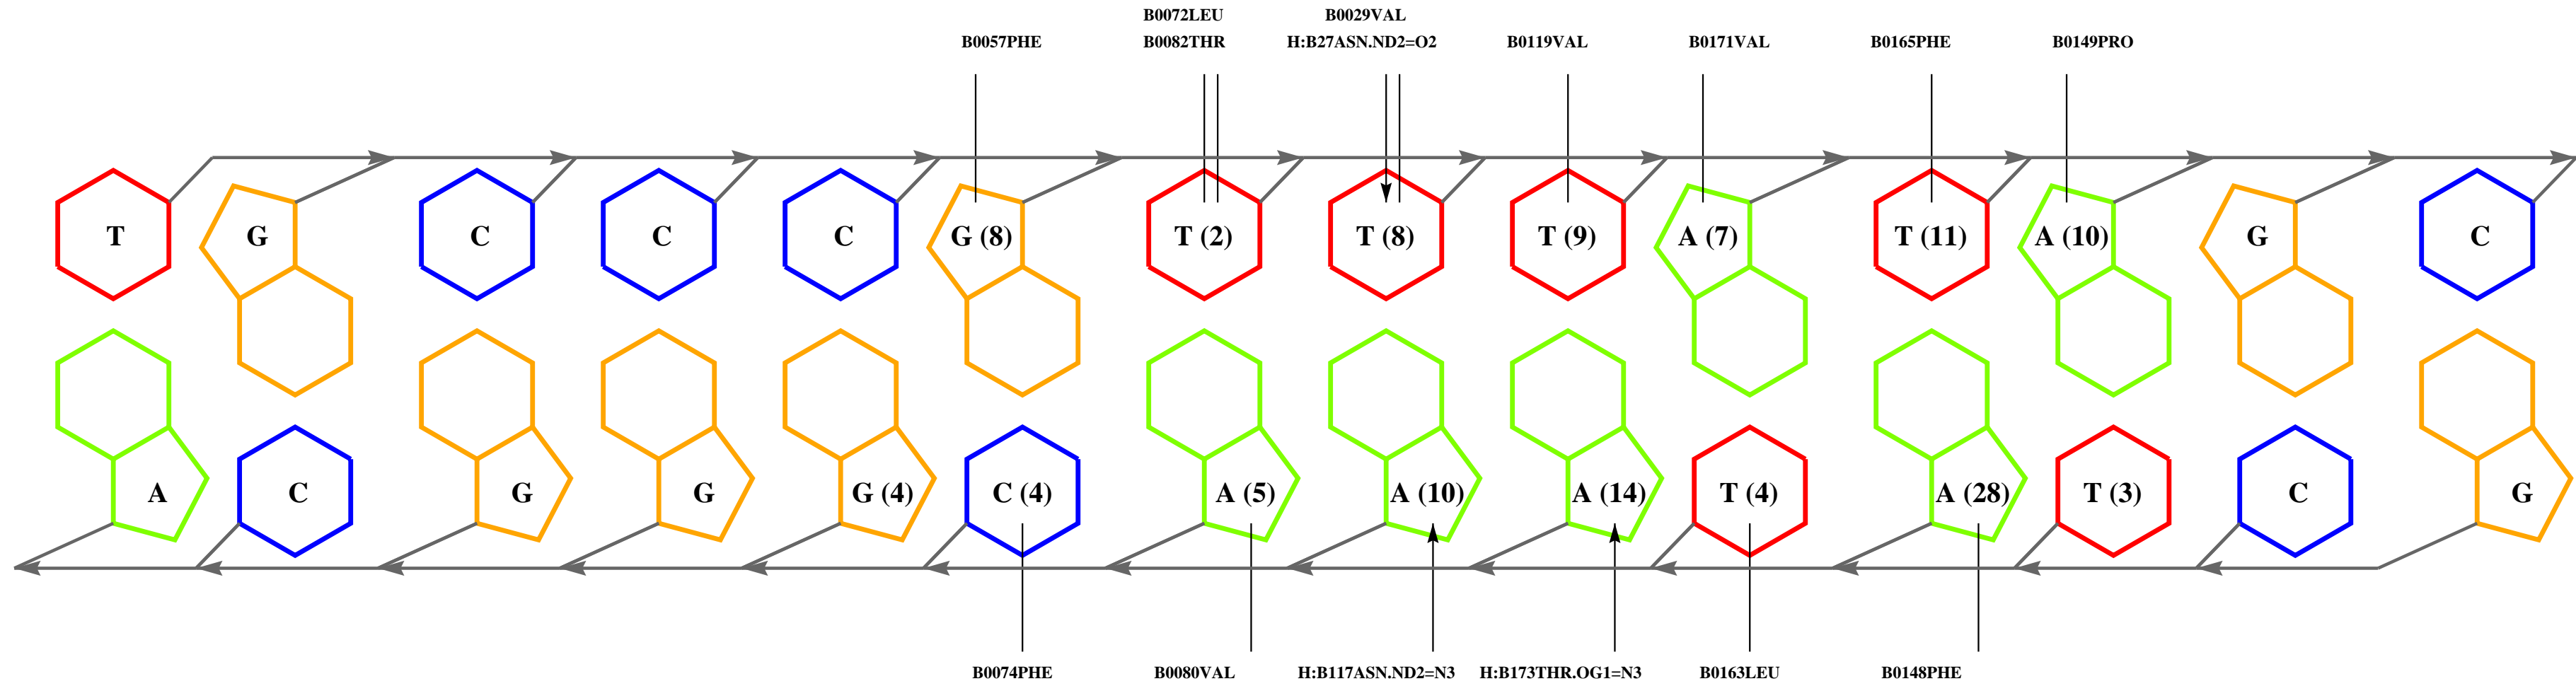 B0072LEU B0029VAL
B0057PHE B0082THR H:B27ASN.ND2=O2 B0119VAL B0171VAL B0165PHE B0149PRO
T G C C C G (8) T (2) T (8) T (9) A (7) T (11) A (10) G C
A C G G G (4) C (4) A (5) A (10) A (14) T (4) A (28) T (3) C G
B0074PHE B0080VAL H:B117ASN.ND2=N3 H:B173THR.OG1=N3 B0163LEU B0148PHE